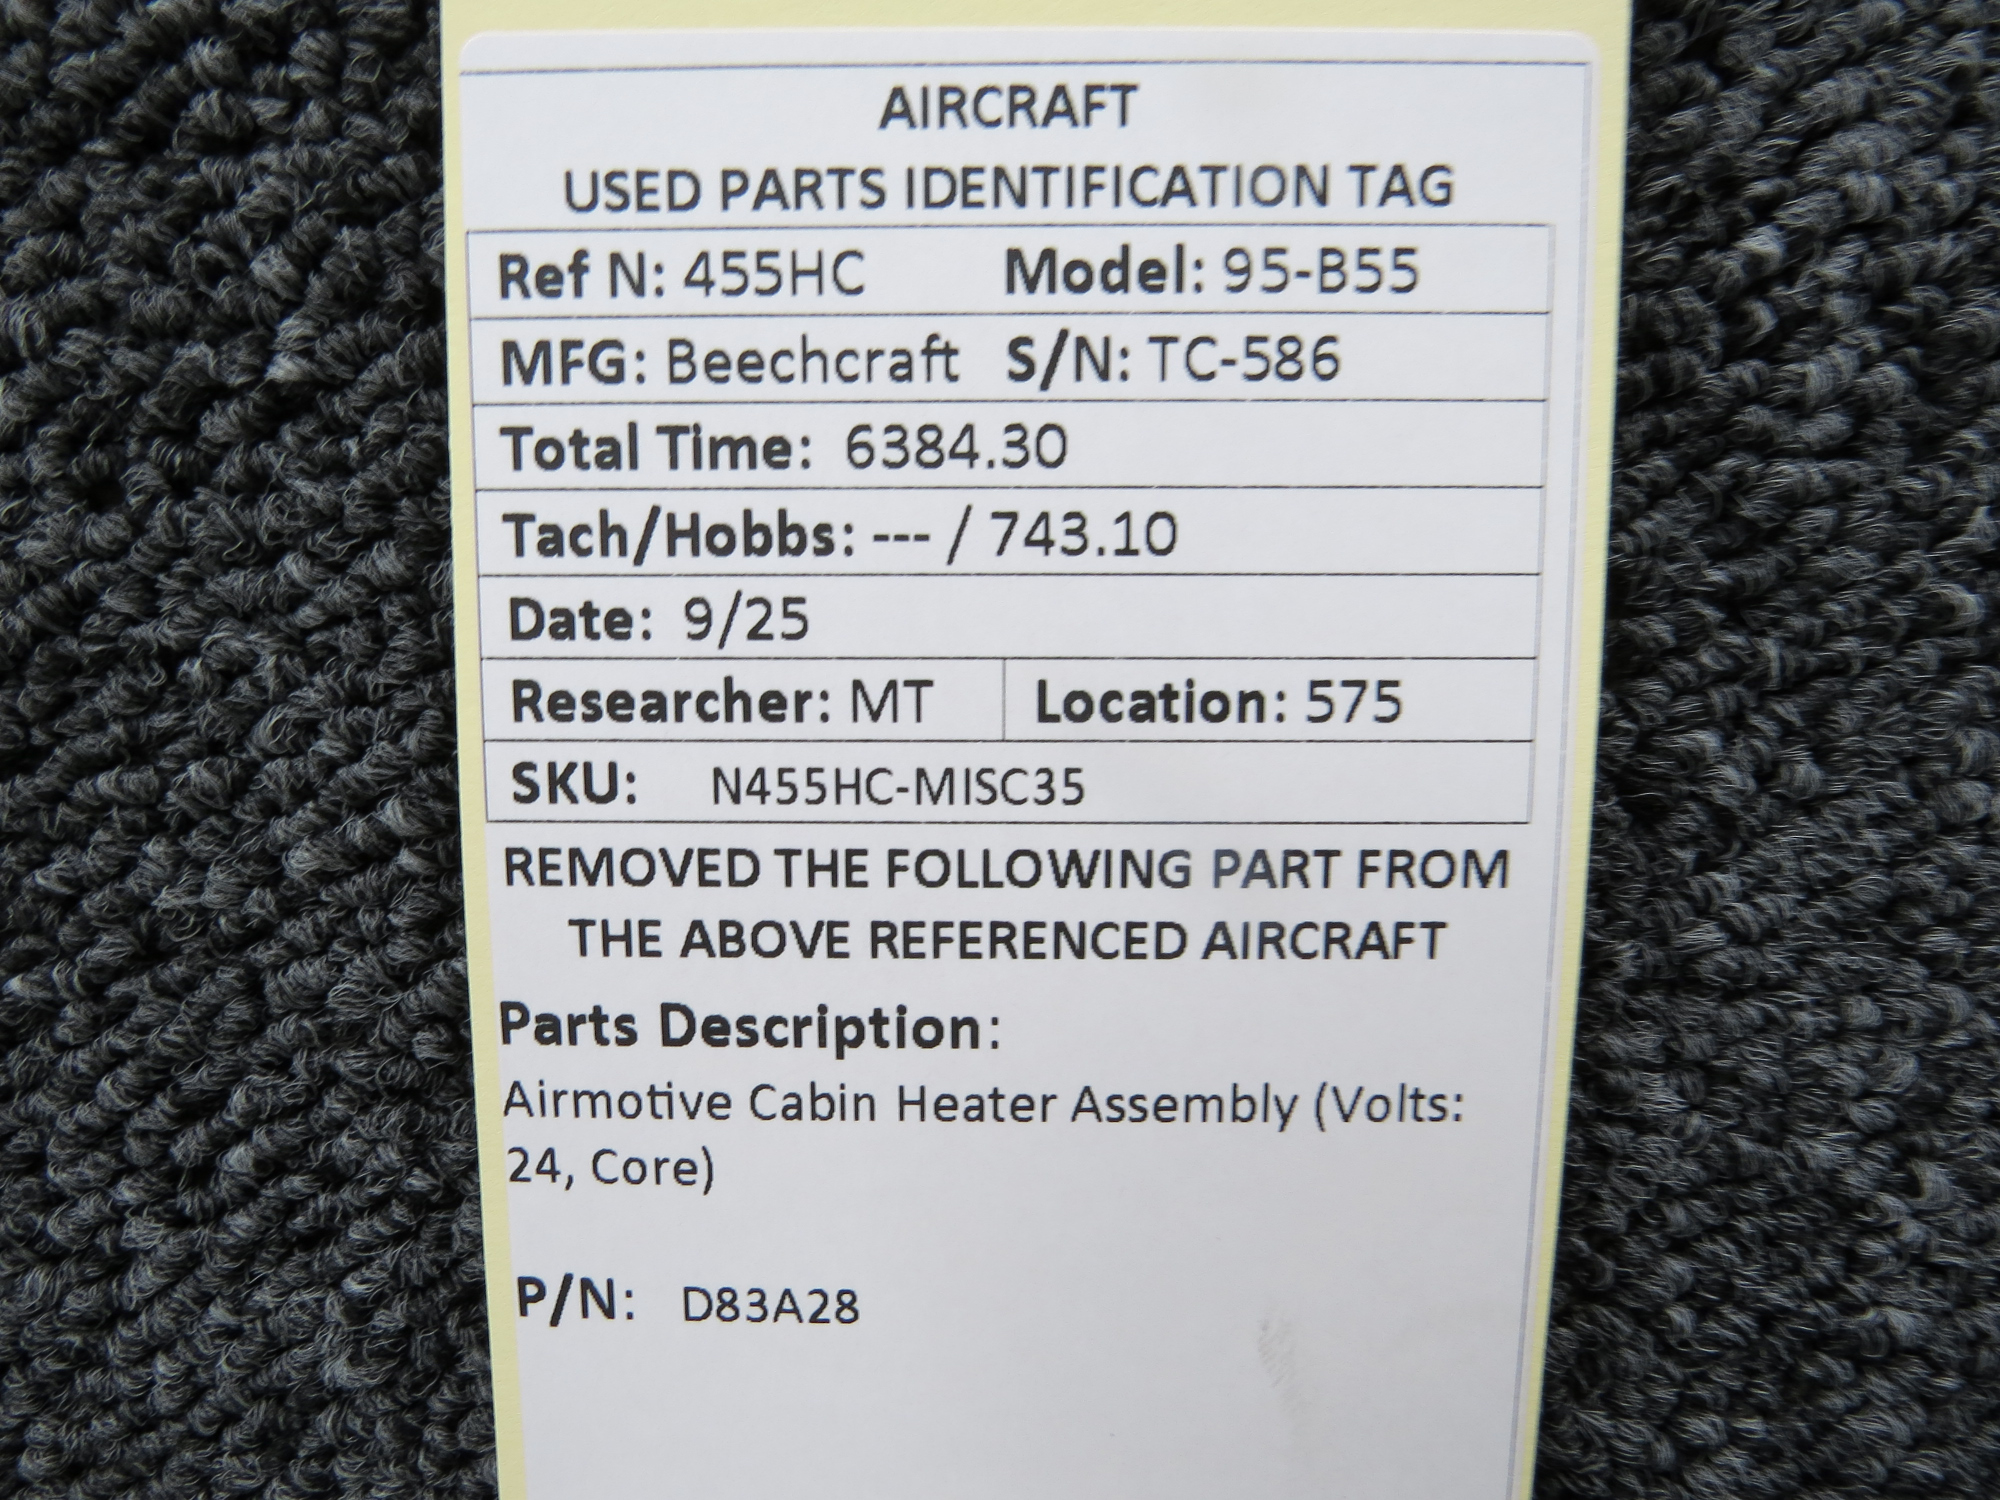 AIRCRAFT
USED PARTS IDENTIFICATION TAG
Ref N: 455HC Model: 95-B55
MFG: Beechcraft S/N: TC-586
Total Time: 6384.30
Tach/Hobbs: --- / 743.10
Date: 9/25
Researcher: MT Location: 575
SKU: N455HC-MISC35
REMOVED THE FOLLOWING PART FROM
THE ABOVE REFERENCED AIRCRAFT
Parts Description:
Airmotive Cabin Heater Assembly (Volts:
24, Core)
P/N: D83A28